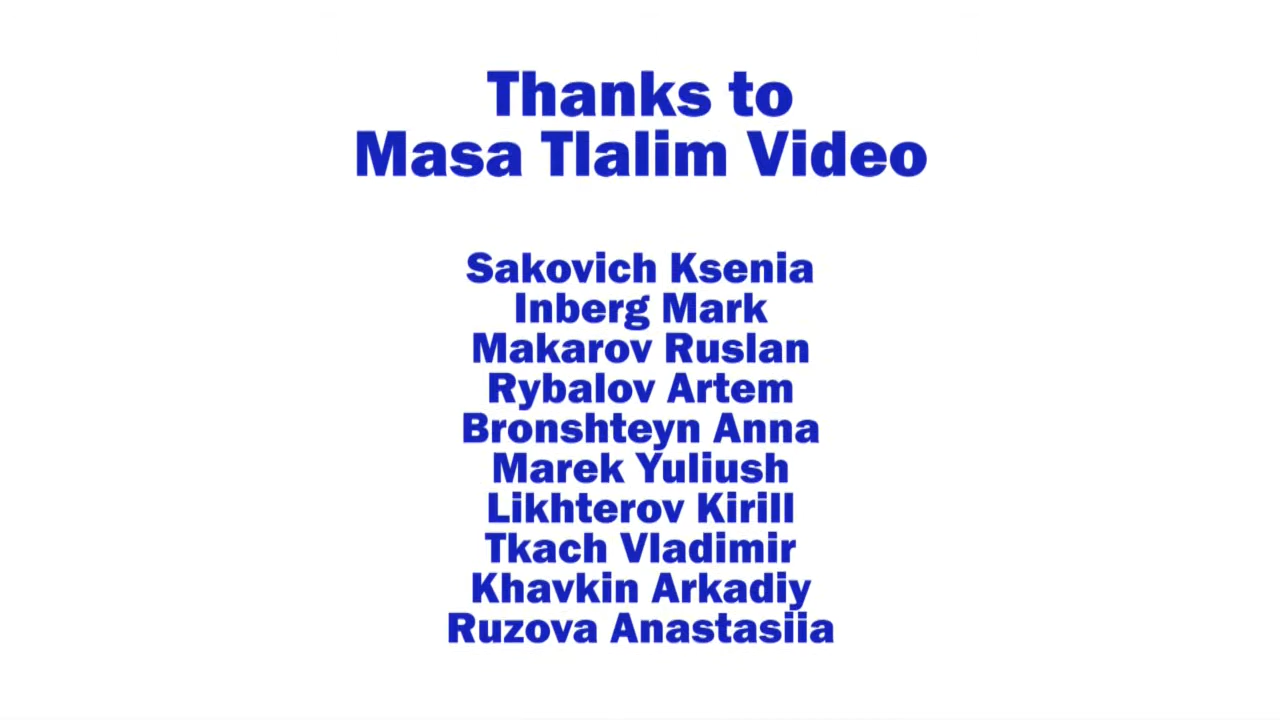 Thanks to
Masa Tlalim Video
Sakovich Ksenia
Inberg Mark
Makarov Ruslan
Rybalov Artem
Bronshteyn Anna
Marek Yuliush
Likhterov Kirill
Tkach Vladimir
Khavkin Arkadiy
Ruzova Anastasiia